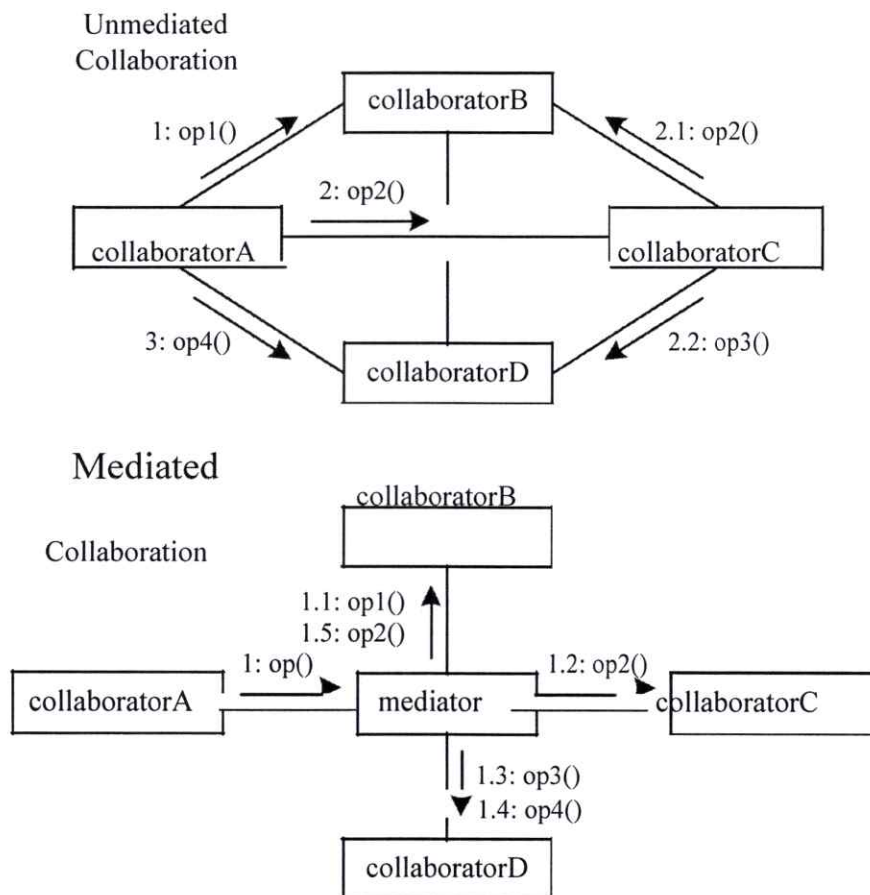 Unmediated
Collaboration
collaboratorB
1: op1()
2.1: op2()
2: op2()
collaboratorA
collaboratorC
3: op4()
2.2: op3()
collaboratorD
Mediated
collaboratorB
Collaboration
1.1: op1()
1.5: op2()
1: op()
1.2: op2()
collaboratorA
mediator
collaboratorC
1.3: op3()
1.4: op4()
collaboratorD